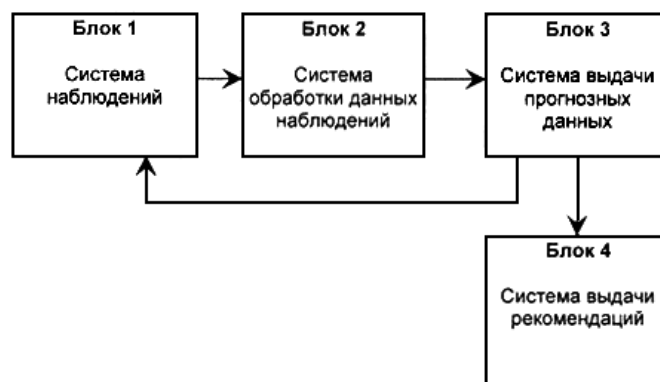 Блок 1
Система
наблюдений
Блок 2
Система
обработки данных
наблюдений
Блок 3
Система выдачи
прогнозных
данных
Блок 4
Система выдачи
рекомендаций